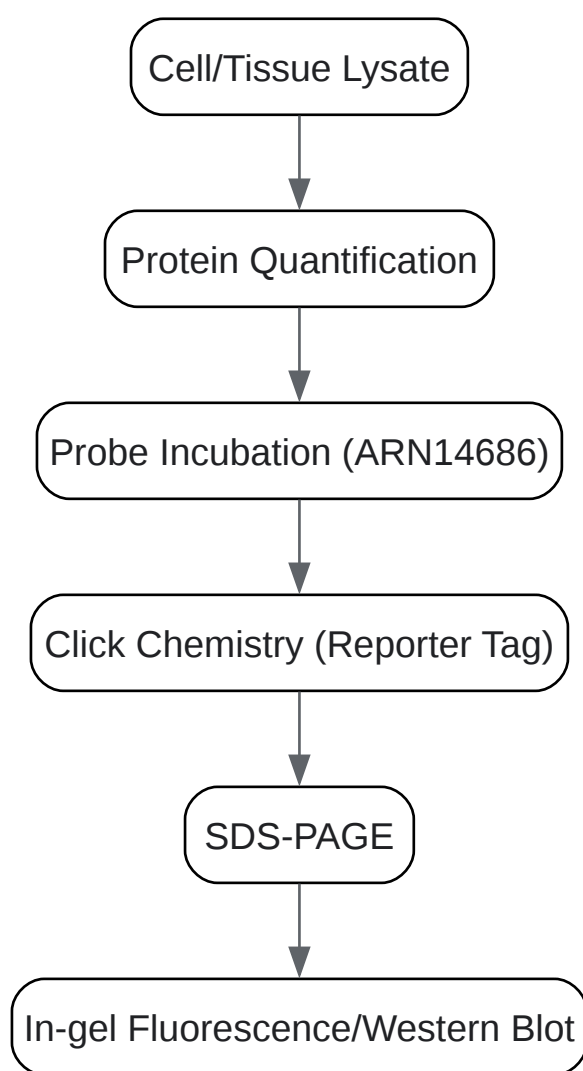 Cell/Tissue Lysate
Protein Quantification
Probe Incubation (ARN14686)
Click Chemistry (Reporter Tag)
SDS-PAGE
In-gel Fluorescence/Western Blot